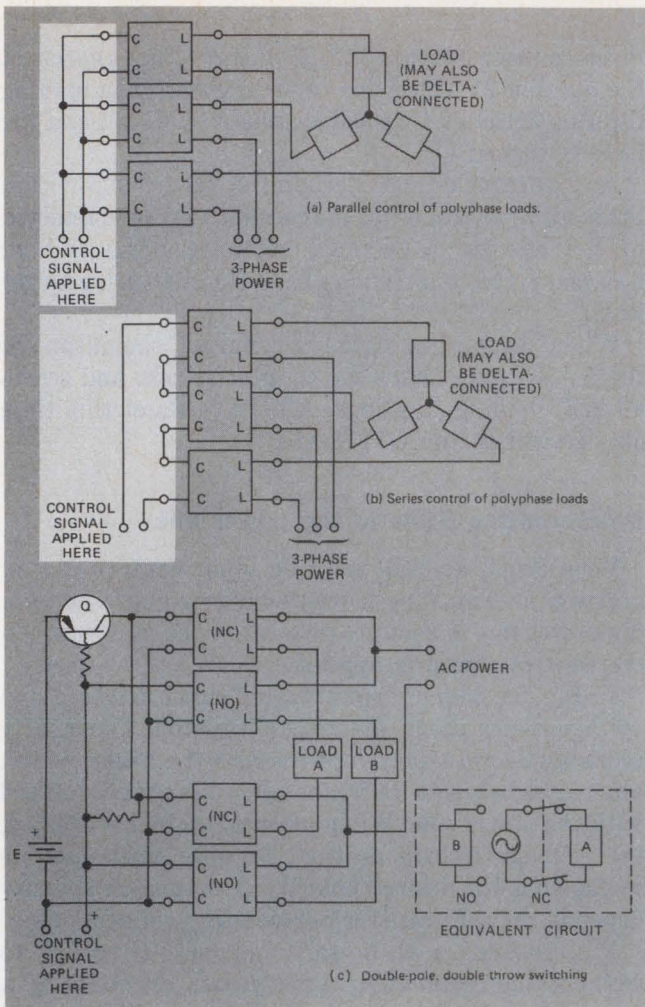 C L
LOAD
(MAY ALSO
BE DELTA-
CONNECTED)
C L
C L
C L
C L
C L
(a) Parallel control of polyphase loads.
CONTROL
SIGNAL
APPLIED
HERE
3-PHASE
POWER
C L
C L
LOAD
(MAY ALSO
BE DELTA-
CONNECTED)
C L
C L
C L
C L
(b) Series control of polyphase loads
CONTROL
SIGNAL
APPLIED
HERE
3-PHASE
POWER
Q
C L
(NC)
C L
AC POWER
C L
(NO)
C L
LOAD
A
LOAD
B
C L
(NC)
C L
C L
(NO)
C L
+
E
+
CONTROL
SIGNAL
APPLIED
HERE
B A
NO NC
EQUIVALENT CIRCUIT
(c) Double-pole, double-throw switching